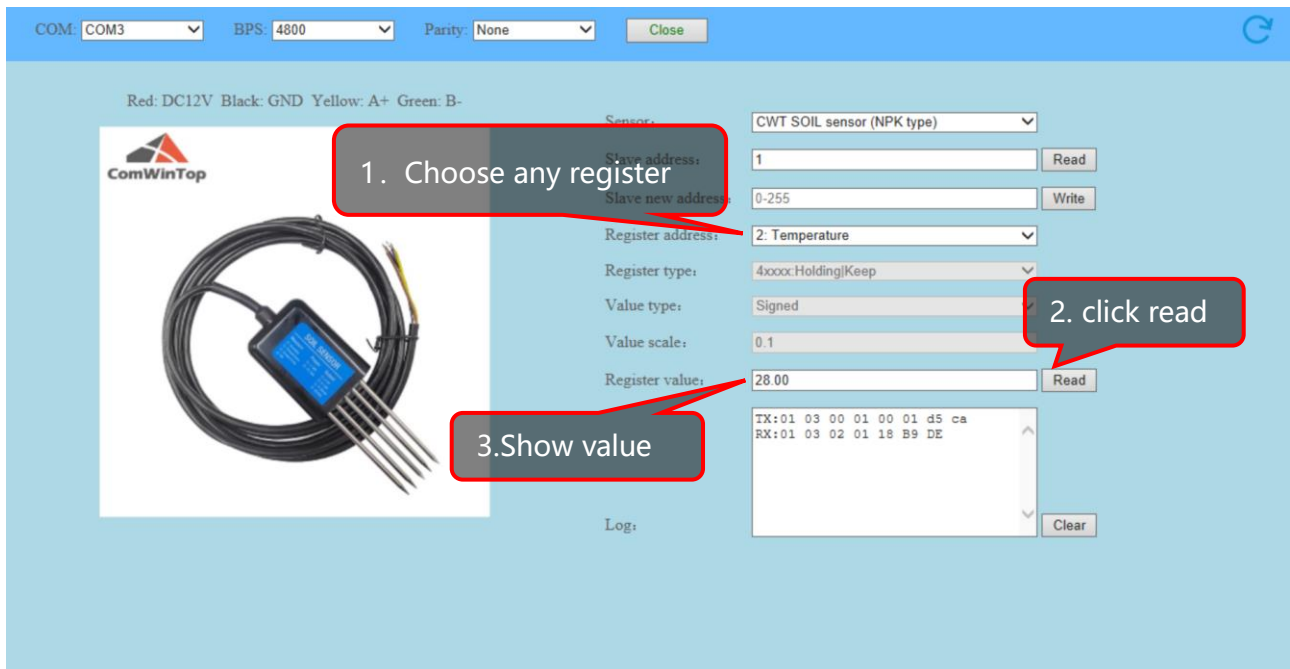 COM: COM3 BPS: 4800 Parity: None Close
Red: DC12V Black: GND Yellow: A+ Green: B-
ComWinTop
SOIL SENSOR
Sensor: CWT SOIL sensor (NPK type)
1. Choose any register
Slave address: 1 Read
Slave new address: 0-255 Write
Register address: 2: Temperature
Register type: 4xxxx:Holding|Keep
Value type: Signed
2. click read
Value scale: 0.1
Register value: 28.00 Read
3.Show value
TX:01 03 00 01 00 01 d5 ca
RX:01 03 02 01 18 B9 DE
Log: Clear